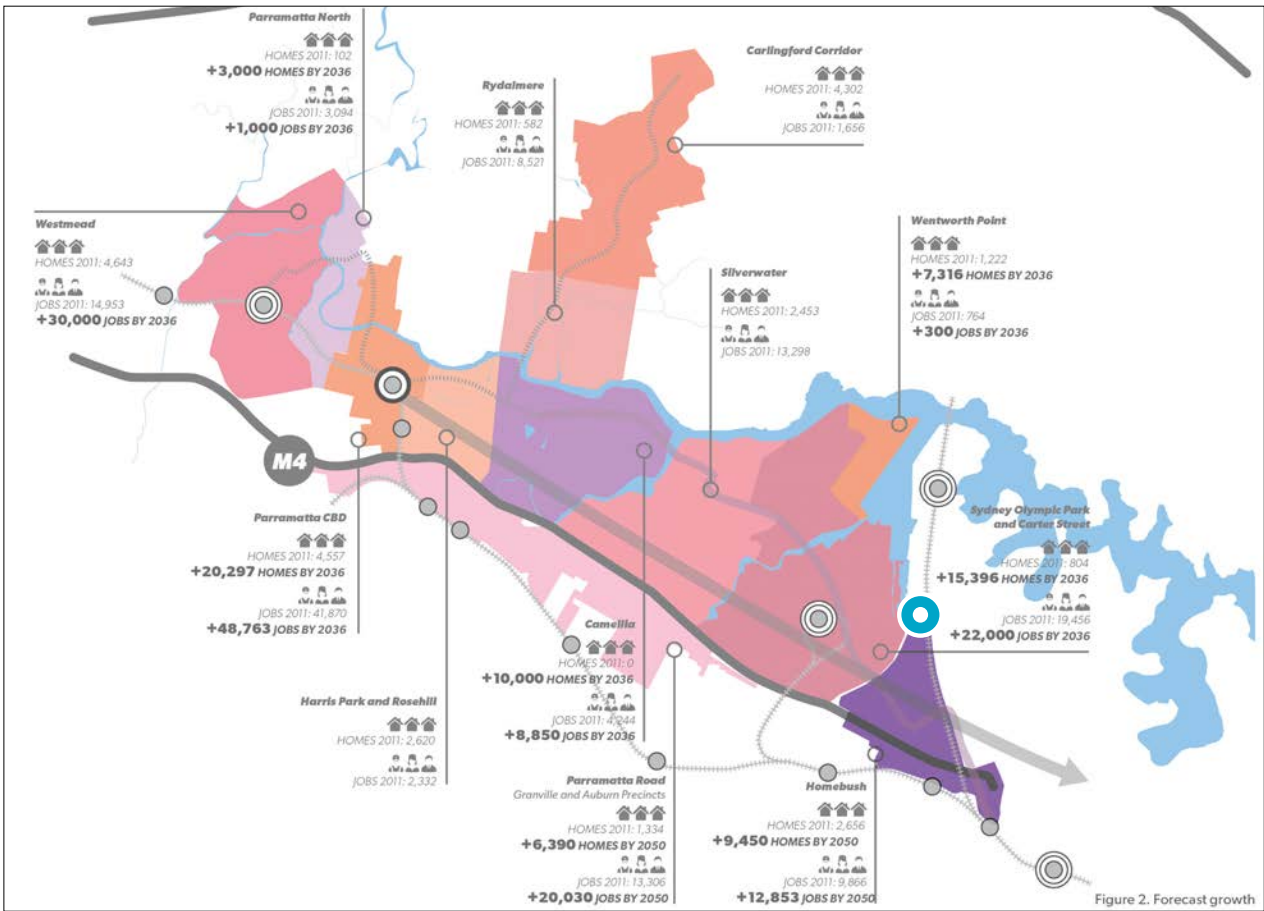 Parramatta North
HOMES 2011: 102
+3,000 HOMES BY 2036
JOBS 2011: 3,094
+1,000 JOBS BY 2036
Carlingford Corridor
HOMES 2011: 4,302
JOBS 2011: 1,656
Rydalmere
HOMES 2011: 582
JOBS 2011: 8,521
Westmead
HOMES 2011: 4,643
JOBS 2011: 14,953
+30,000 JOBS BY 2036
Wentworth Point
HOMES 2011: 1,222
+7,316 HOMES BY 2036
JOBS 2011: 764
+300 JOBS BY 2036
Silverwater
HOMES 2011: 2,453
JOBS 2011: 13,298
M4
Parramatta CBD
HOMES 2011: 4,557
+20,297 HOMES BY 2036
JOBS 2011: 41,870
+48,763 JOBS BY 2036
Sydney Olympic Park
and Carter Street
HOMES 2011: 804
+15,396 HOMES BY 2036
JOBS 2011: 19,456
+22,000 JOBS BY 2036
Camellia
HOMES 2011: 0
+10,000 HOMES BY 2036
JOBS 2011: 4,244
+8,850 JOBS BY 2036
Harris Park and Rosehill
HOMES 2011: 2,620
JOBS 2011: 2,332
Parramatta Road
Granville and Auburn Precincts
HOMES 2011: 1,334
+6,390 HOMES BY 2050
JOBS 2011: 13,306
+20,030 JOBS BY 2050
Homebush
HOMES 2011: 2,656
+9,450 HOMES BY 2050
JOBS 2011: 9,866
+12,853 JOBS BY 2050
Figure 2. Forecast growth